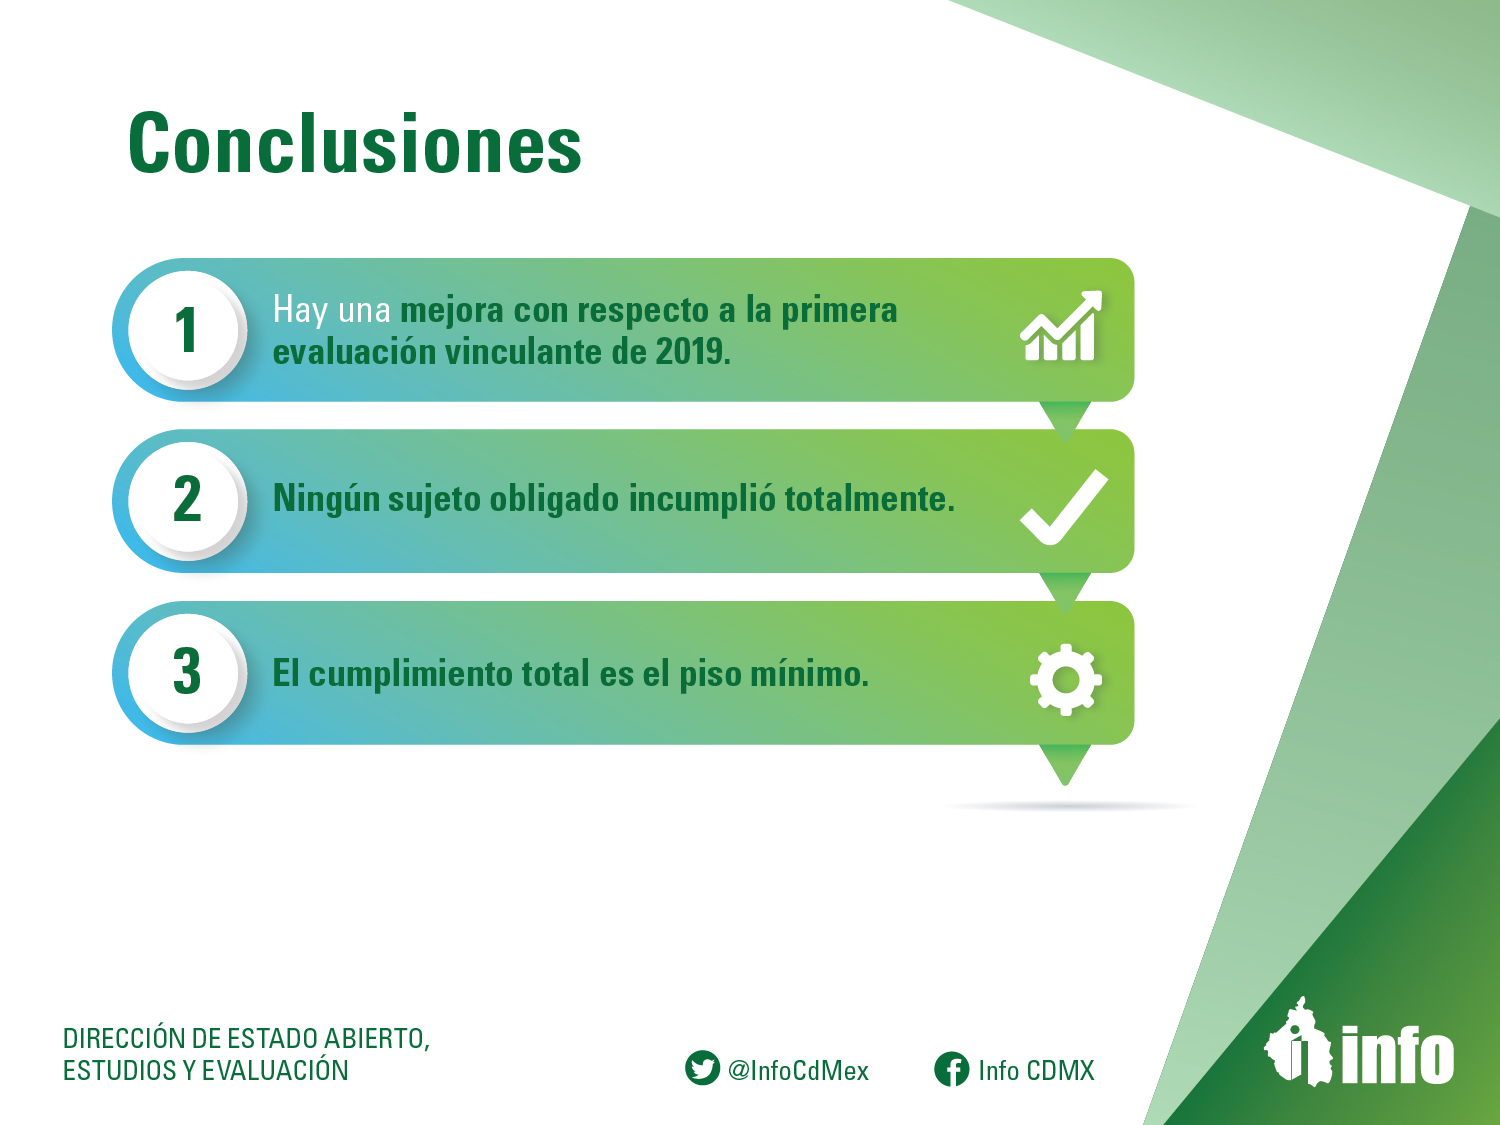 Conclusiones
1
Hay una mejora con respecto a la primera
evaluación vinculante de 2019.
2
Ningún sujeto obligado incumplió totalmente.
3
El cumplimiento total es el piso mínimo.
DIRECCIÓN DE ESTADO ABIERTO,
ESTUDIOS Y EVALUACIÓN
@InfoCdMex
Info CDMX
info